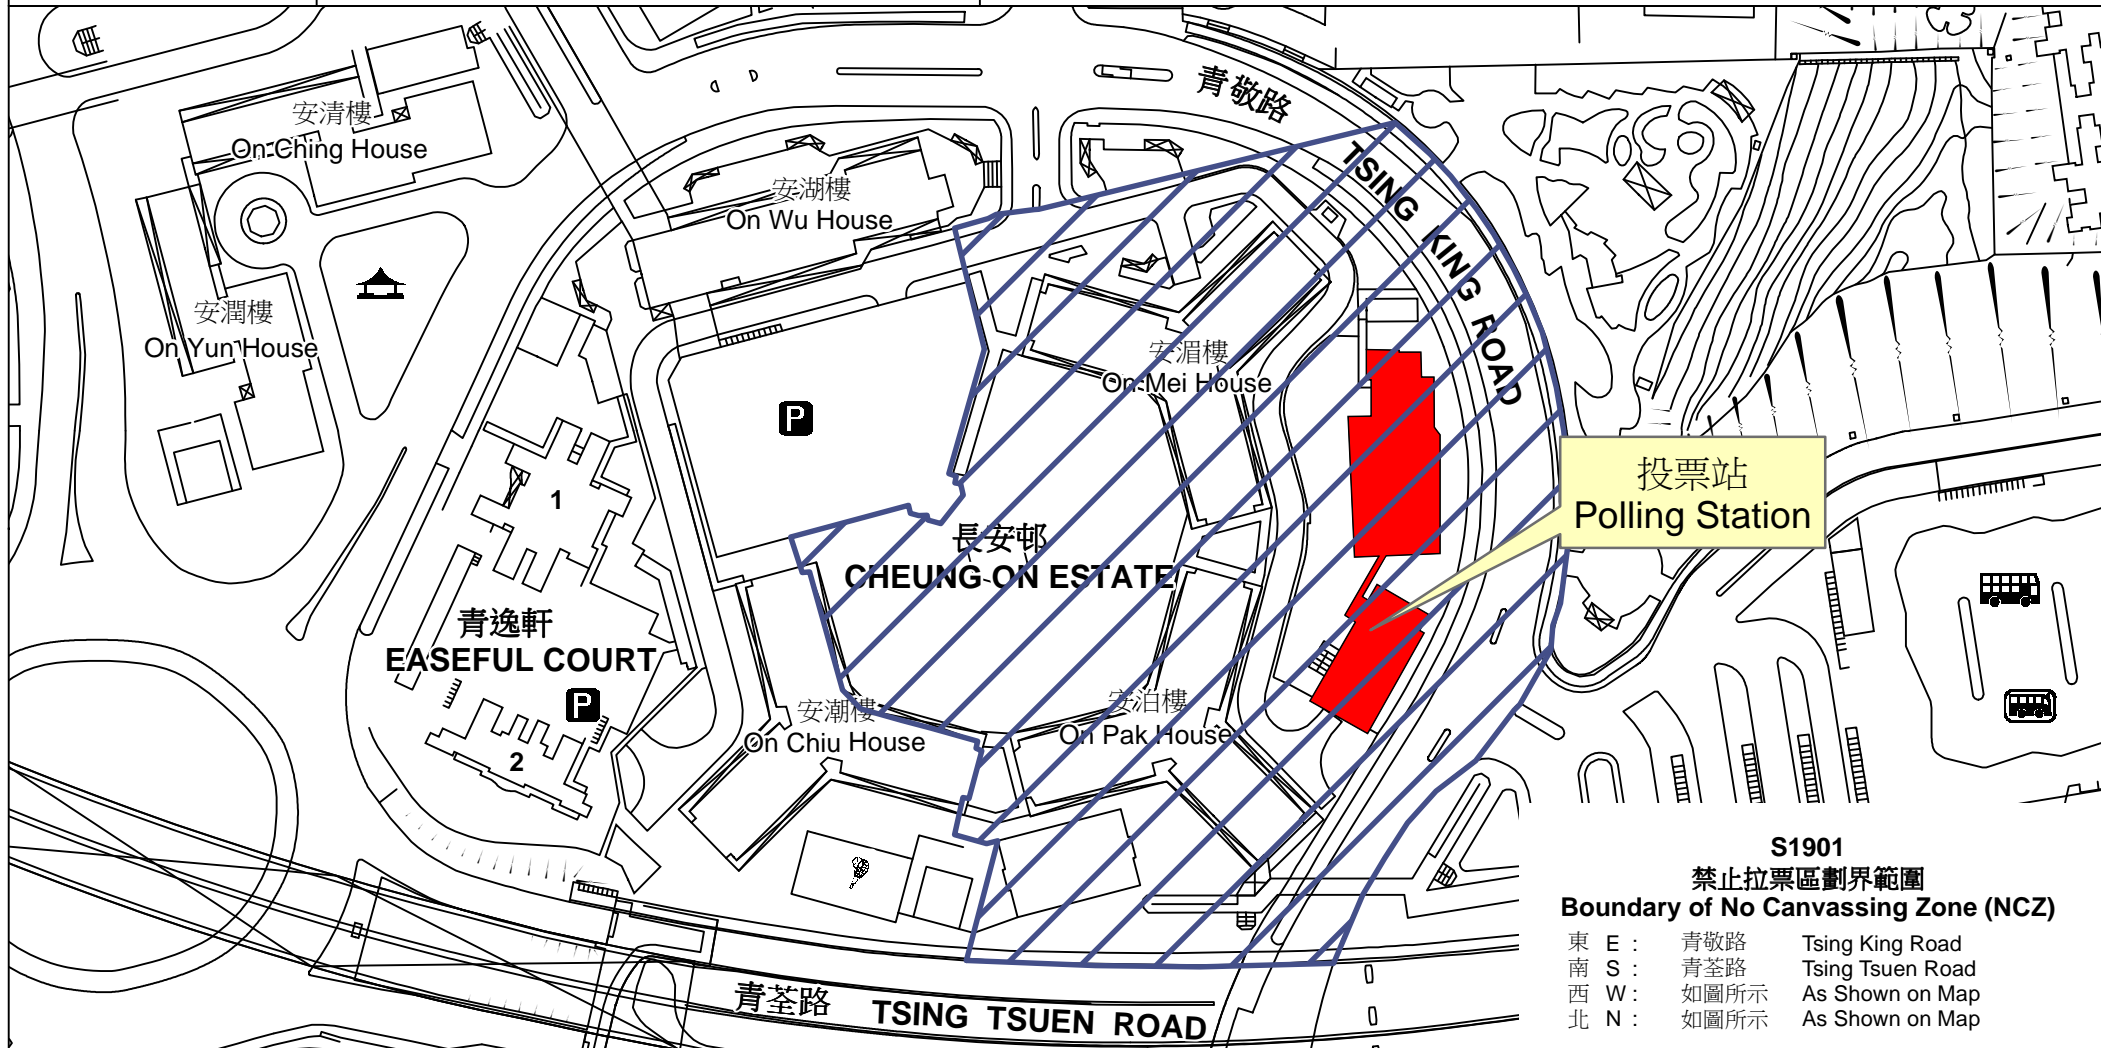 青敬路
TSING KING ROAD
安清樓
On Ching House
安湖樓
On Wu House
安潤樓
On Yun House
安湄樓
On Mei House
P
投票站
Polling Station
1
長安邨
CHEUNG ON ESTATE
青逸軒
EASEFUL COURT
P
安潮樓
On Chiu House
安泊樓
On Pak House
2
青荃路 TSING TSUEN ROAD
S1901
禁止拉票區劃界範圍
Boundary of No Canvassing Zone (NCZ)
東 E : 青敬路 Tsing King Road
南 S : 青荃路 Tsing Tsuen Road
西 W : 如圖所示 As Shown on Map
北 N : 如圖所示 As Shown on Map